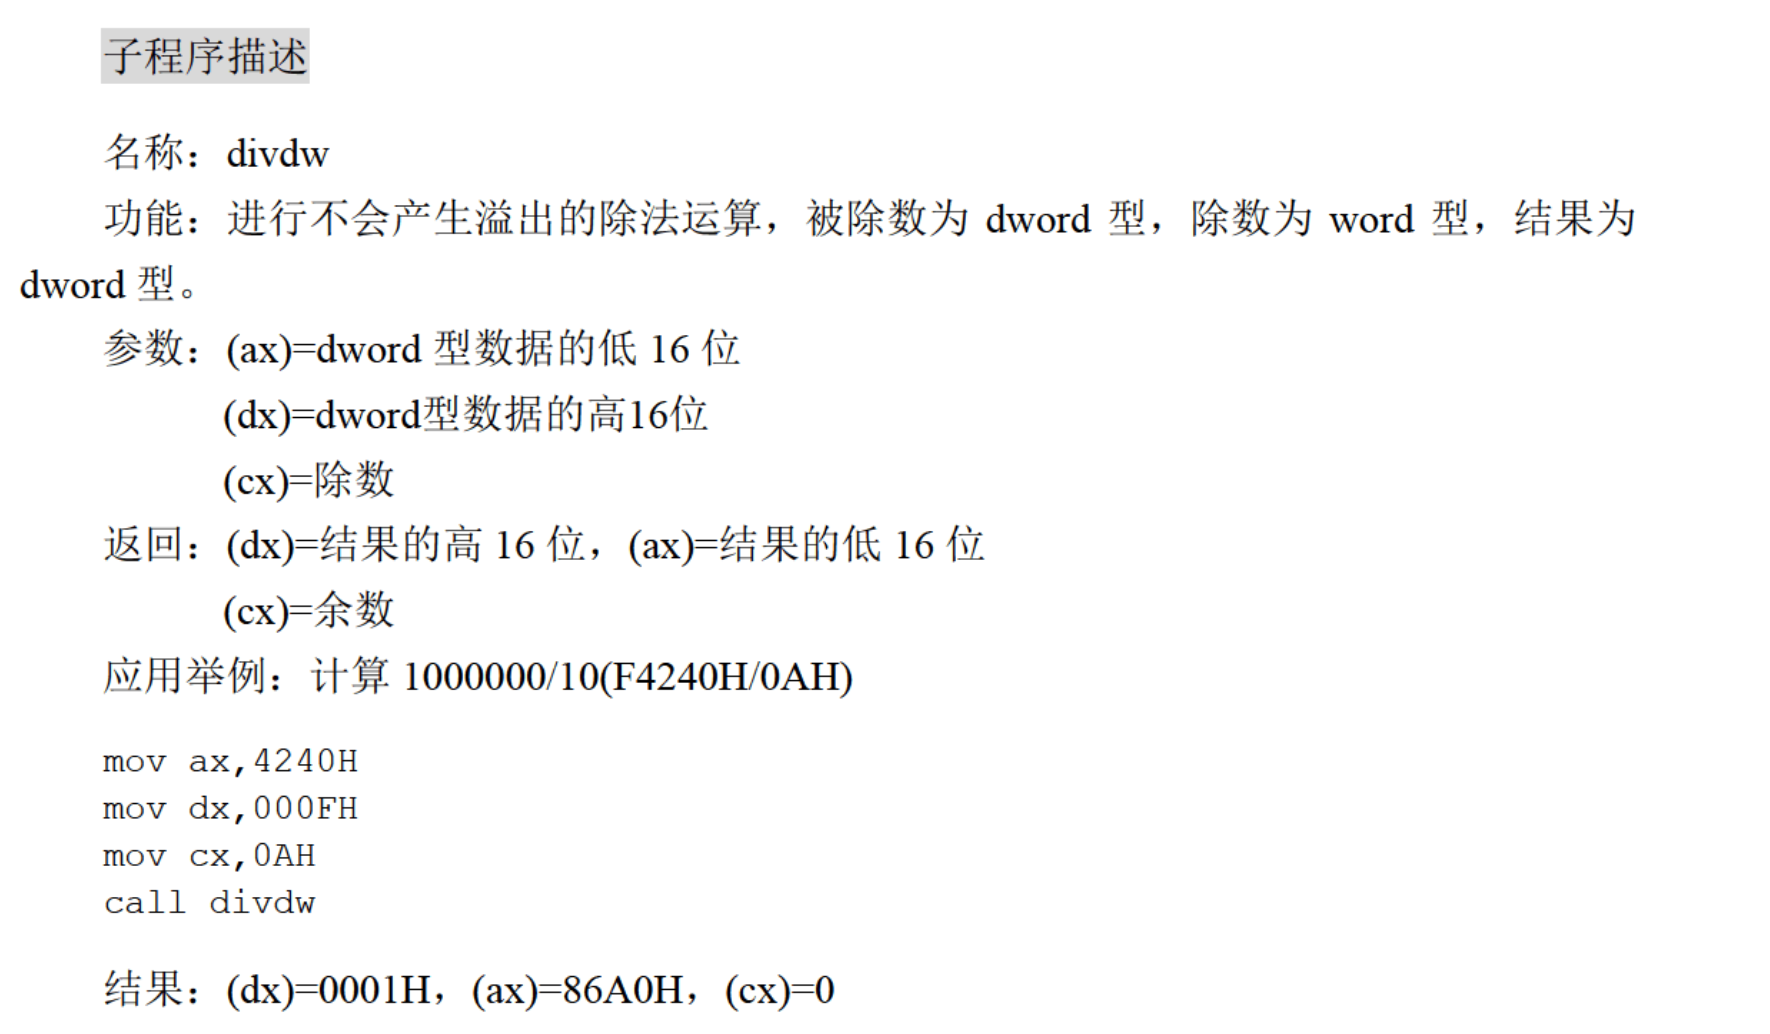 子程序描述
名称：divdw
功能：进行不会产生溢出的除法运算，被除数为 dword 型，除数为 word 型，结果为
dword 型。
参数：(ax)=dword 型数据的低 16 位
(dx)=dword型数据的高16位
(cx)=除数
返回：(dx)=结果的高 16 位，(ax)=结果的低 16 位
(cx)=余数
应用举例：计算 1000000/10(F4240H/0AH)
mov ax,4240H
mov dx,000FH
mov cx,0AH
call divdw
结果：(dx)=0001H，(ax)=86A0H，(cx)=0